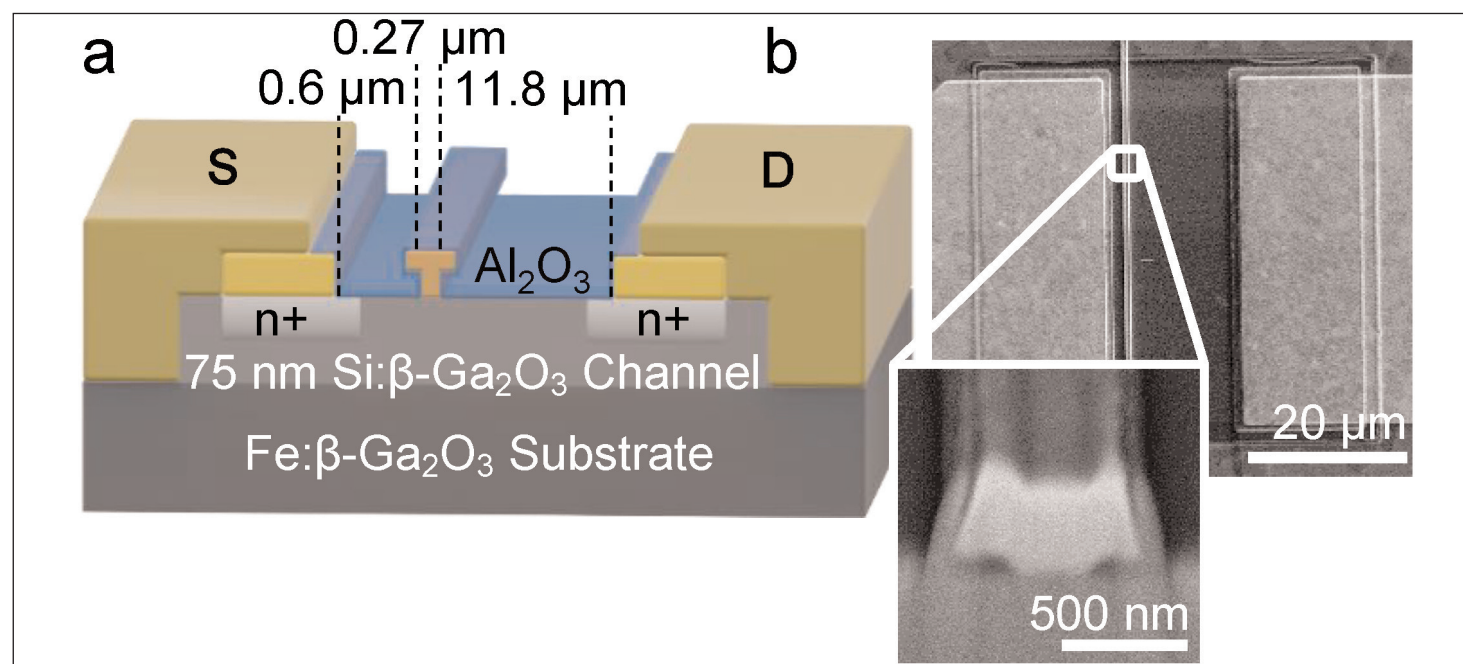 a
0.27 µm
b
0.6 µm
11.8 µm
S
D
Al₂O₃
n+
n+
75 nm Si:β-Ga₂O₃ Channel
Fe:β-Ga₂O₃ Substrate
20 µm
500 nm